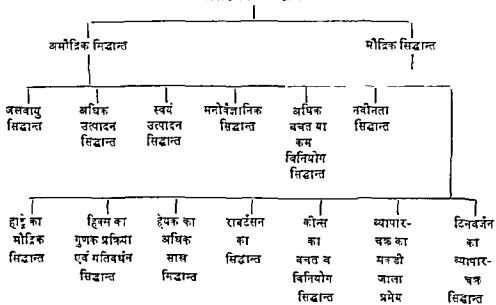 अमौद्रिक सिद्धान्त
मौद्रिक सिद्धान्त
जलवायु
सिद्धान्त
अधिक
उत्पादन
सिद्धान्त
स्वयं
उत्पादन
सिद्धान्त
मनोवैज्ञानिक
सिद्धान्त
अधिक
बचत या
कम
विनियोग
सिद्धान्त
नवीनता
सिद्धान्त
हाट्रे का
मौद्रिक
सिद्धान्त
हिक्स का
गुणक प्रक्रिया
एवं गतिवर्धन
सिद्धान्त
हेयक का
अधिक
साख
सिद्धान्त
राबर्टसन
का
सिद्धान्त
कीन्स
का
बचत व
विनियोग
सिद्धान्त
व्यापार-
चक्र का
मकडी
जाला
प्रमेय
टिनबर्जन
का
व्यापार-
चक्र
सिद्धान्त